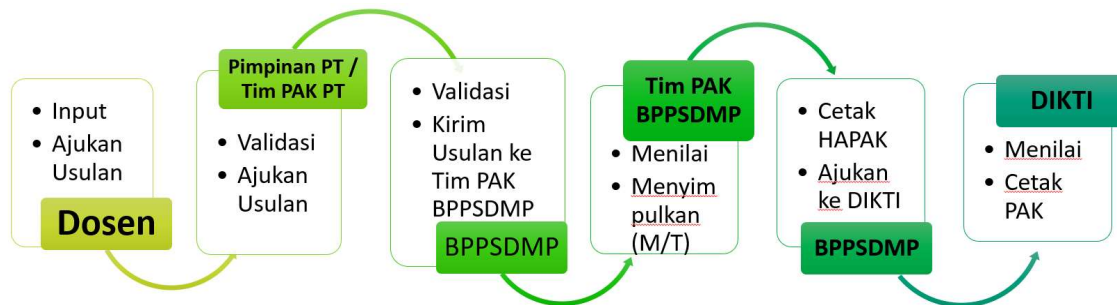 • Input
• Ajukan
Usulan
Dosen
Pimpinan PT /
Tim PAK PT
• Validasi
• Ajukan
Usulan
• Validasi
• Kirim
Usulan ke
Tim PAK
BPPSDMP
BPPSDMP
Tim PAK
BPPSDMP
• Menilai
• Menyim
pulkan
(M/T)
• Cetak
HAPAK
• Ajukan
ke DIKTI
BPPSDMP
DIKTI
• Menilai
• Cetak
PAK